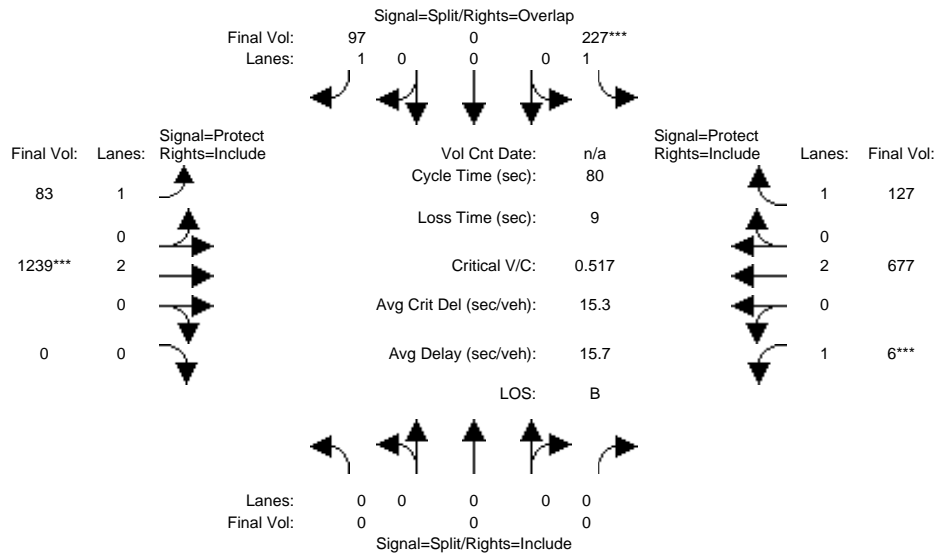 Signal=Split/Rights=Overlap
Final Vol: 97 0 227***
Lanes: 1 0 0 0 1
Signal=Protect
Final Vol: Lanes: Rights=Include
Vol Cnt Date: n/a
Signal=Protect
Rights=Include Lanes: Final Vol:
Cycle Time (sec): 80
83 1
1 127
Loss Time (sec): 9
0
0
1239*** 2
Critical V/C: 0.517
2 677
0
Avg Crit Del (sec/veh): 15.3
0
0 0
Avg Delay (sec/veh): 15.7
1 6***
LOS: B
Lanes: 0 0 0 0 0
Final Vol: 0 0 0
Signal=Split/Rights=Include